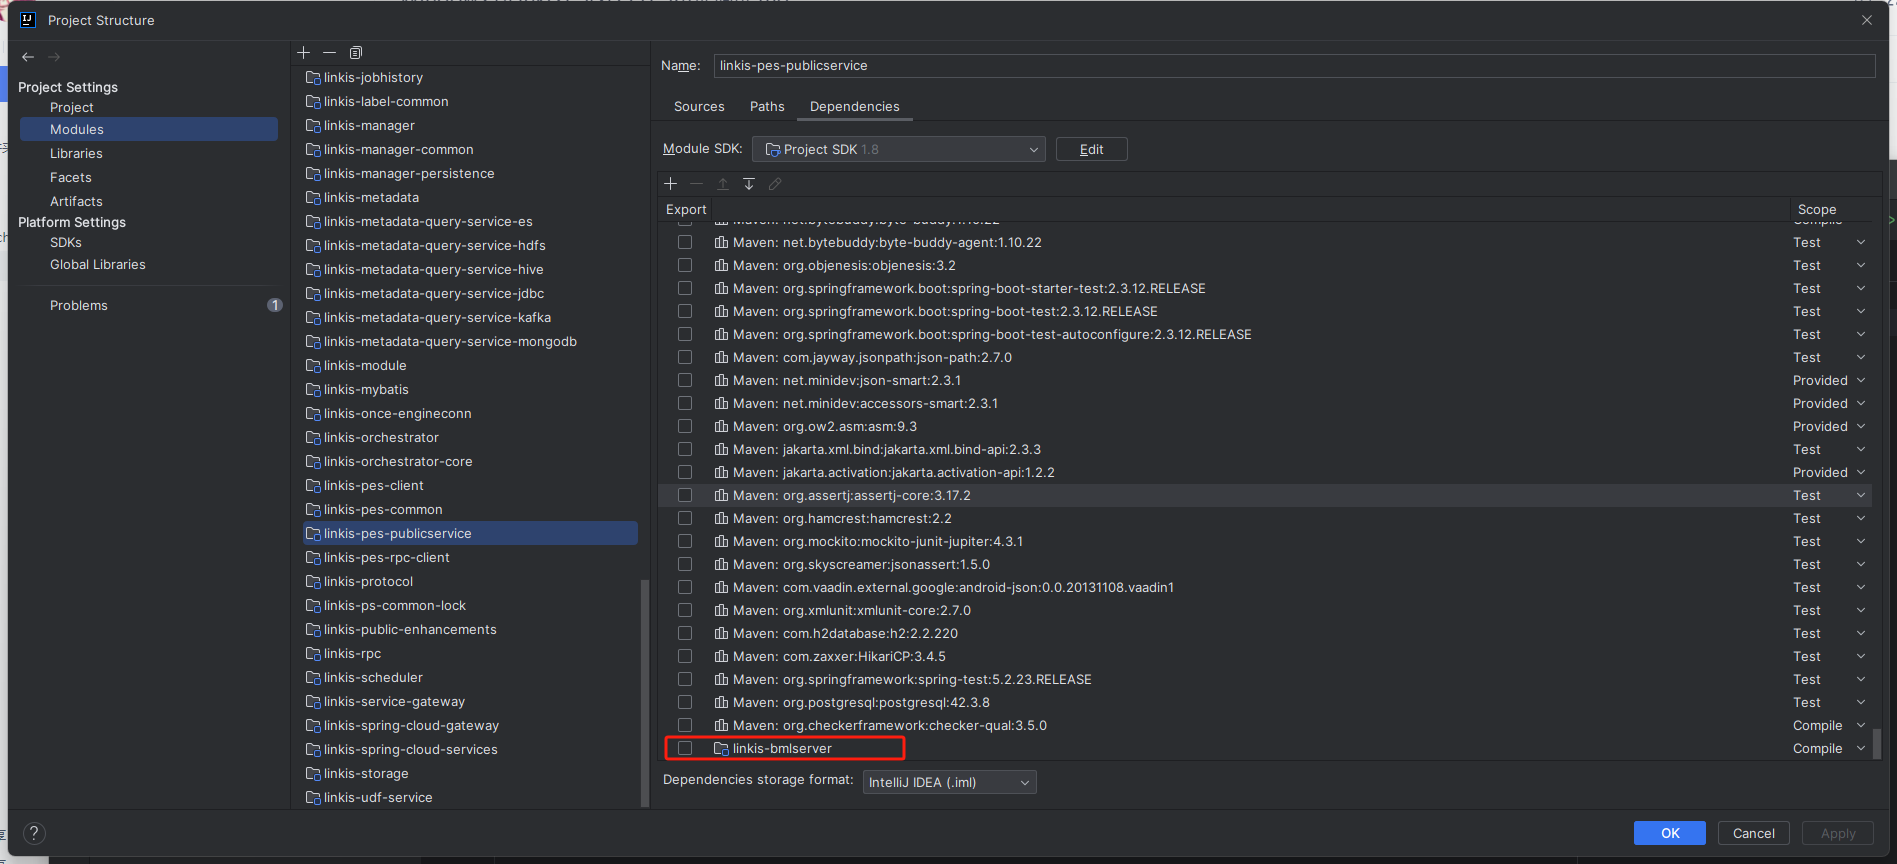 Project Structure
Project Settings
Project
Modules
Libraries
Facets
Artifacts
Platform Settings
SDKs
Global Libraries
Problems 1
linkis-jobhistory
linkis-label-common
linkis-manager
linkis-manager-common
linkis-manager-persistence
linkis-metadata
linkis-metadata-query-service-es
linkis-metadata-query-service-hdfs
linkis-metadata-query-service-hive
linkis-metadata-query-service-jdbc
linkis-metadata-query-service-kafka
linkis-metadata-query-service-mongodb
linkis-module
linkis-mybatis
linkis-once-engineconn
linkis-orchestrator
linkis-orchestrator-core
linkis-pes-client
linkis-pes-common
linkis-pes-publicservice
linkis-pes-rpc-client
linkis-protocol
linkis-ps-common-lock
linkis-public-enhancements
linkis-rpc
linkis-scheduler
linkis-service-gateway
linkis-spring-cloud-gateway
linkis-spring-cloud-services
linkis-storage
linkis-udf-service
Name: linkis-pes-publicservice
Sources Paths Dependencies
Module SDK: Project SDK 1.8 Edit
Export Scope
Maven: net.bytebuddy:byte-buddy:1.10.22 Compile
Maven: net.bytebuddy:byte-buddy-agent:1.10.22 Test
Maven: org.objenesis:objenesis:3.2 Test
Maven: org.springframework.boot:spring-boot-starter-test:2.3.12.RELEASE Test
Maven: org.springframework.boot:spring-boot-test:2.3.12.RELEASE Test
Maven: org.springframework.boot:spring-boot-test-autoconfigure:2.3.12.RELEASE Test
Maven: com.jayway.jsonpath:json-path:2.7.0 Test
Maven: net.minidev:json-smart:2.3.1 Provided
Maven: net.minidev:accessors-smart:2.3.1 Provided
Maven: org.ow2.asm:asm:9.3 Provided
Maven: jakarta.xml.bind:jakarta.xml.bind-api:2.3.3 Test
Maven: jakarta.activation:jakarta.activation-api:1.2.2 Provided
Maven: org.assertj:assertj-core:3.17.2 Test
Maven: org.hamcrest:hamcrest:2.2 Test
Maven: org.mockito:mockito-junit-jupiter:4.3.1 Test
Maven: org.skyscreamer:jsonassert:1.5.0 Test
Maven: com.vaadin.external.google:android-json:0.0.20131108.vaadin1 Test
Maven: org.xmlunit:xmlunit-core:2.7.0 Test
Maven: com.h2database:h2:2.2.220 Test
Maven: com.zaxxer:HikariCP:3.4.5 Test
Maven: org.springframework:spring-test:5.2.23.RELEASE Test
Maven: org.postgresql:postgresql:42.3.8 Test
Maven: org.checkerframework:checker-qual:3.5.0 Compile
linkis-bmlserver Compile
Dependencies storage format: IntelliJ IDEA (.iml)
? OK Cancel Apply